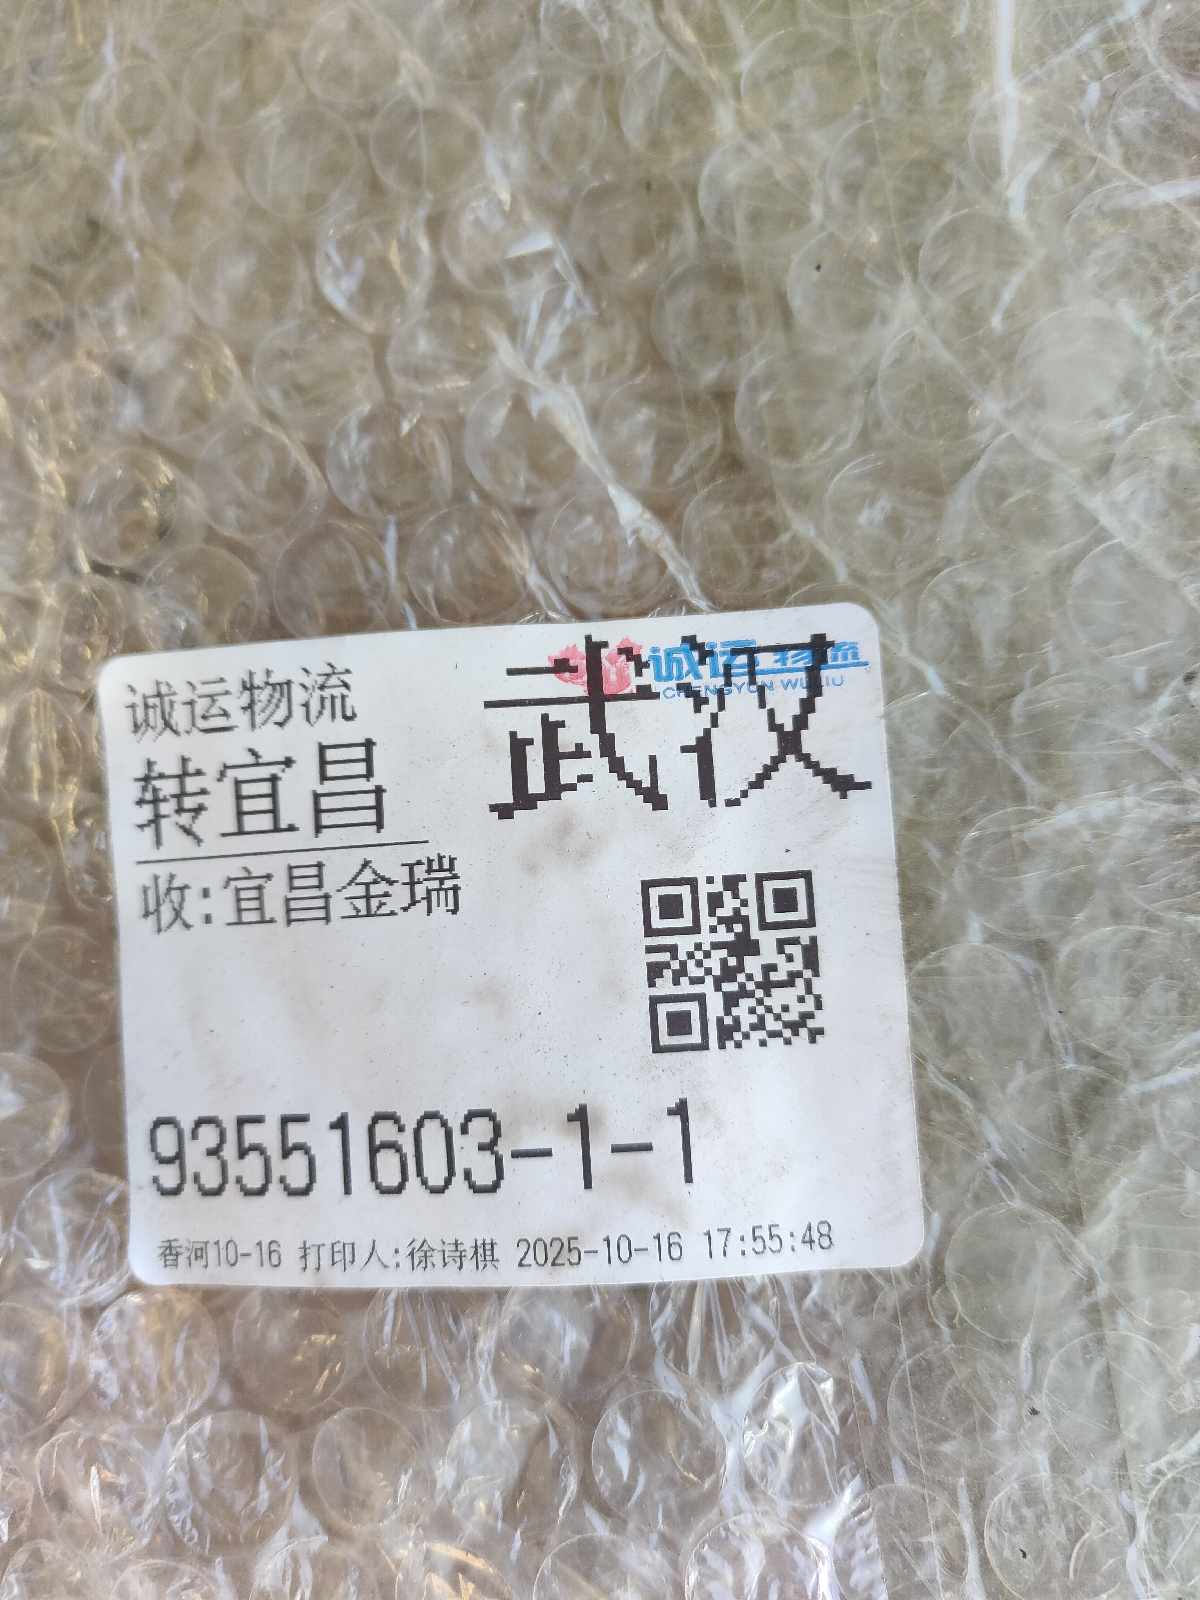 诚运物流
武汉
诚运物流
CHENGYUN WULIU
转宜昌
收:宜昌金瑞
93551603-1-1
香河10-16 打印人:徐诗棋 2025-10-16 17:55:48